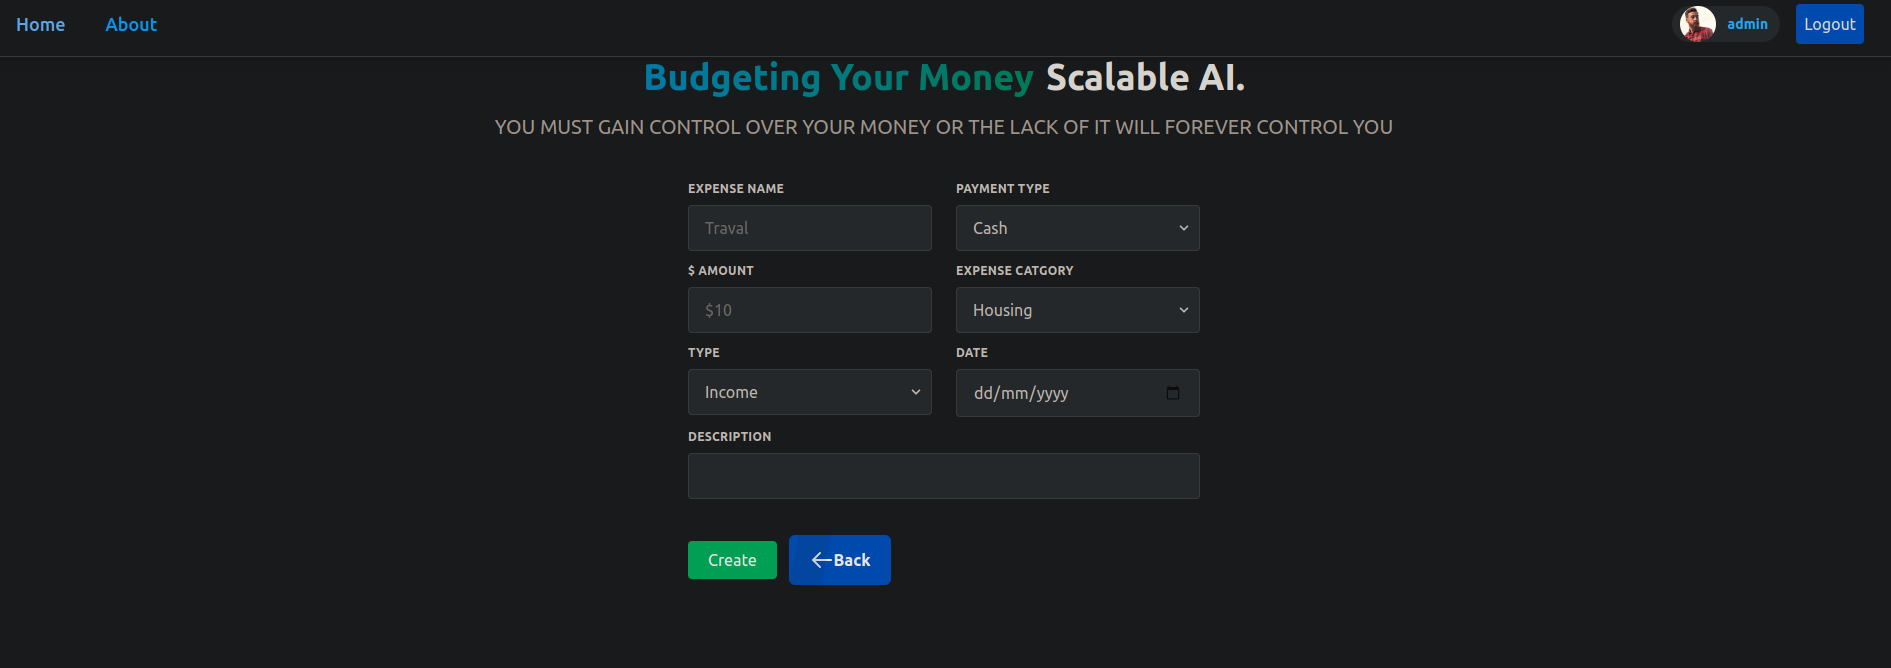 Home About admin Logout
Budgeting Your Money Scalable AI.
YOU MUST GAIN CONTROL OVER YOUR MONEY OR THE LACK OF IT WILL FOREVER CONTROL YOU
EXPENSE NAME PAYMENT TYPE
Traval Cash
$ AMOUNT EXPENSE CATGORY
$10 Housing
TYPE DATE
Income dd/mm/yyyy
DESCRIPTION
Create ←Back